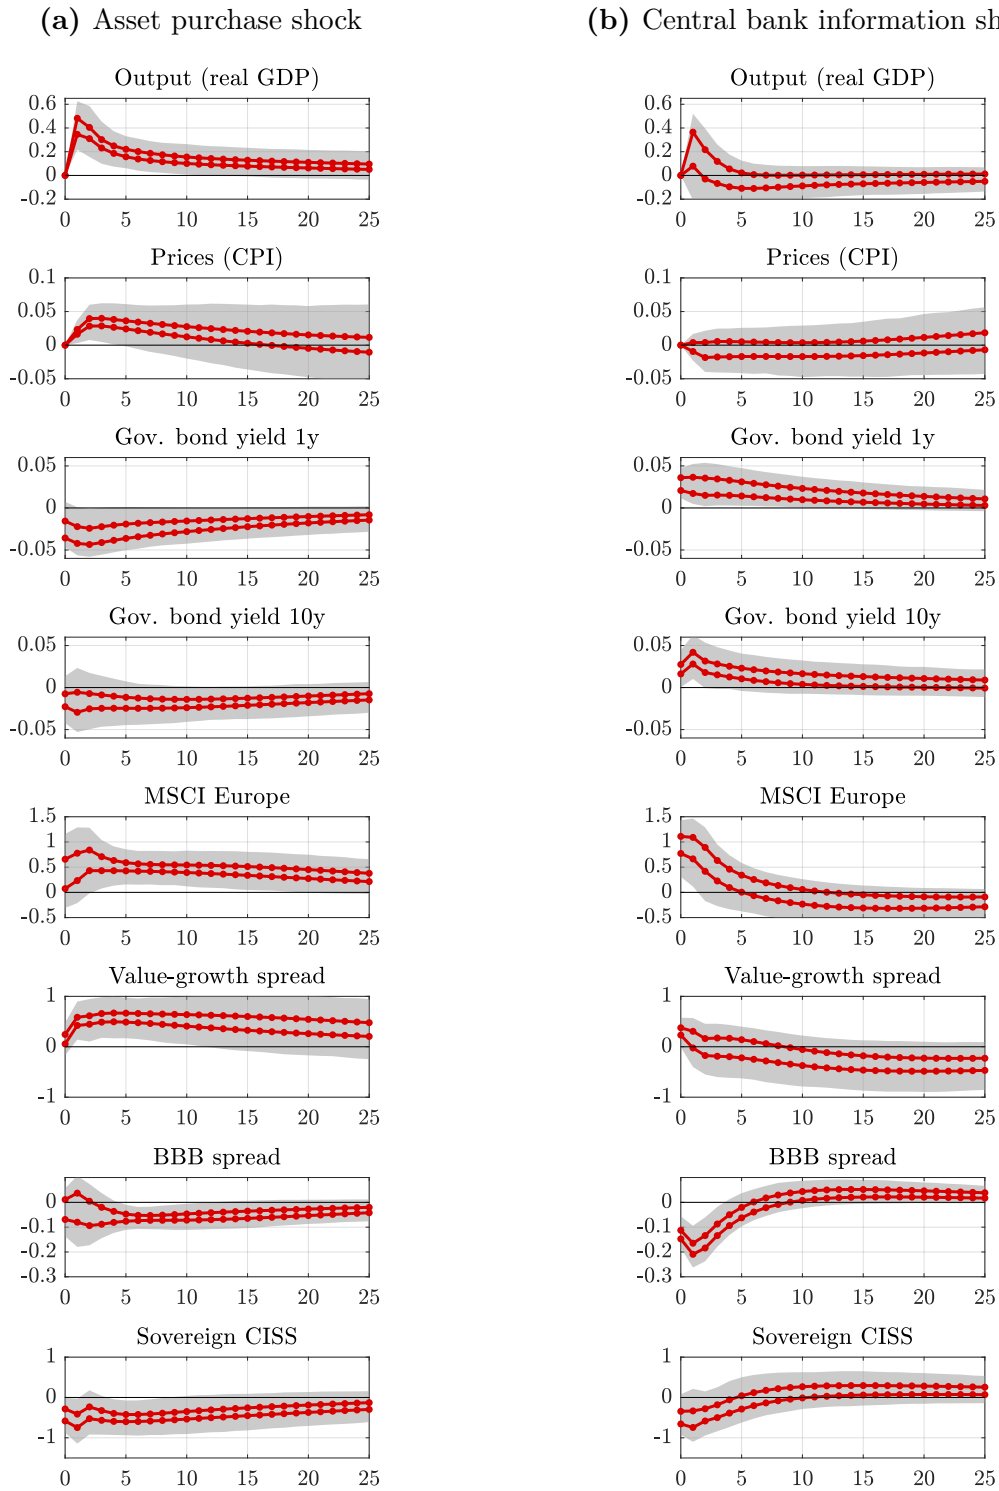 (a) Asset purchase shock
(b) Central bank information sh
Output (real GDP)
0.6
0.4
0.2
0
-0.2
0 5 10 15 20 25
Output (real GDP)
0.6
0.4
0.2
0
-0.2
0 5 10 15 20 25
Prices (CPI)
0.1
0.05
0
-0.05
0 5 10 15 20 25
Prices (CPI)
0.1
0.05
0
-0.05
0 5 10 15 20 25
Gov. bond yield 1y
0.05
0
-0.05
0 5 10 15 20 25
Gov. bond yield 1y
0.05
0
-0.05
0 5 10 15 20 25
Gov. bond yield 10y
0.05
0
-0.05
0 5 10 15 20 25
Gov. bond yield 10y
0.05
0
-0.05
0 5 10 15 20 25
MSCI Europe
1.5
1
0.5
0
-0.5
0 5 10 15 20 25
MSCI Europe
1.5
1
0.5
0
-0.5
0 5 10 15 20 25
Value-growth spread
1
0
-1
0 5 10 15 20 25
Value-growth spread
1
0
-1
0 5 10 15 20 25
BBB spread
0
-0.1
-0.2
-0.3
0 5 10 15 20 25
BBB spread
0
-0.1
-0.2
-0.3
0 5 10 15 20 25
Sovereign CISS
1
0
-1
0 5 10 15 20 25
Sovereign CISS
1
0
-1
0 5 10 15 20 25